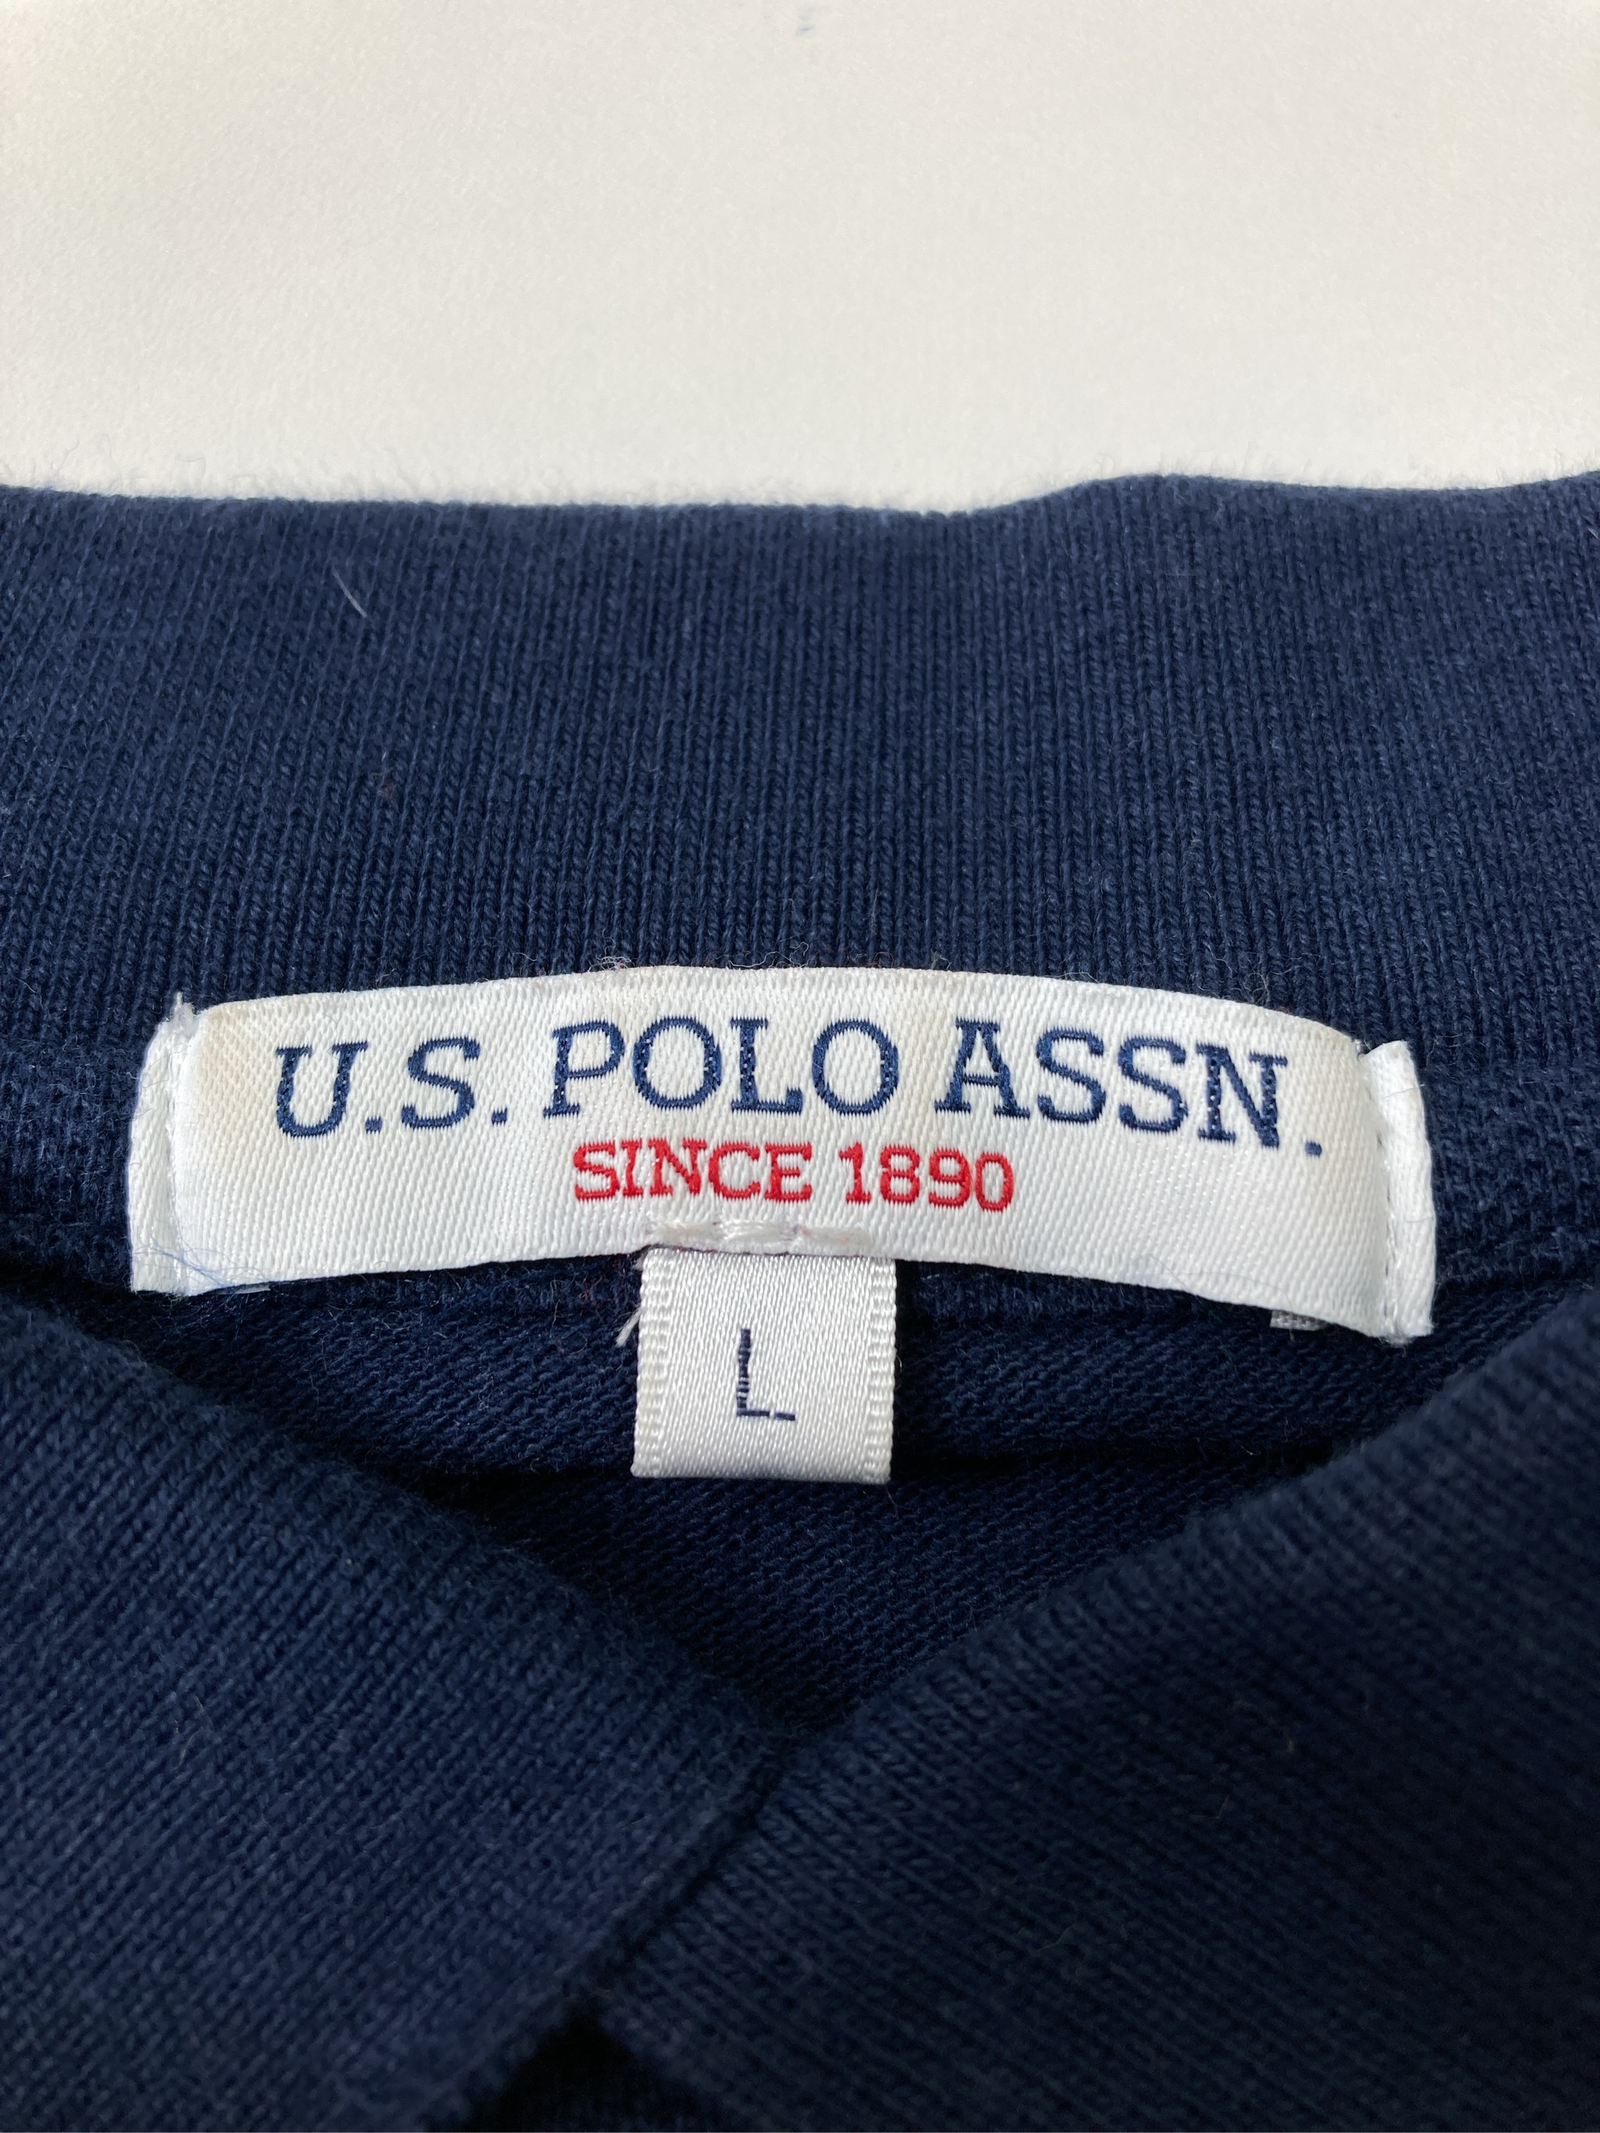 U.S. POLO ASSN.
SINCE 1890
L